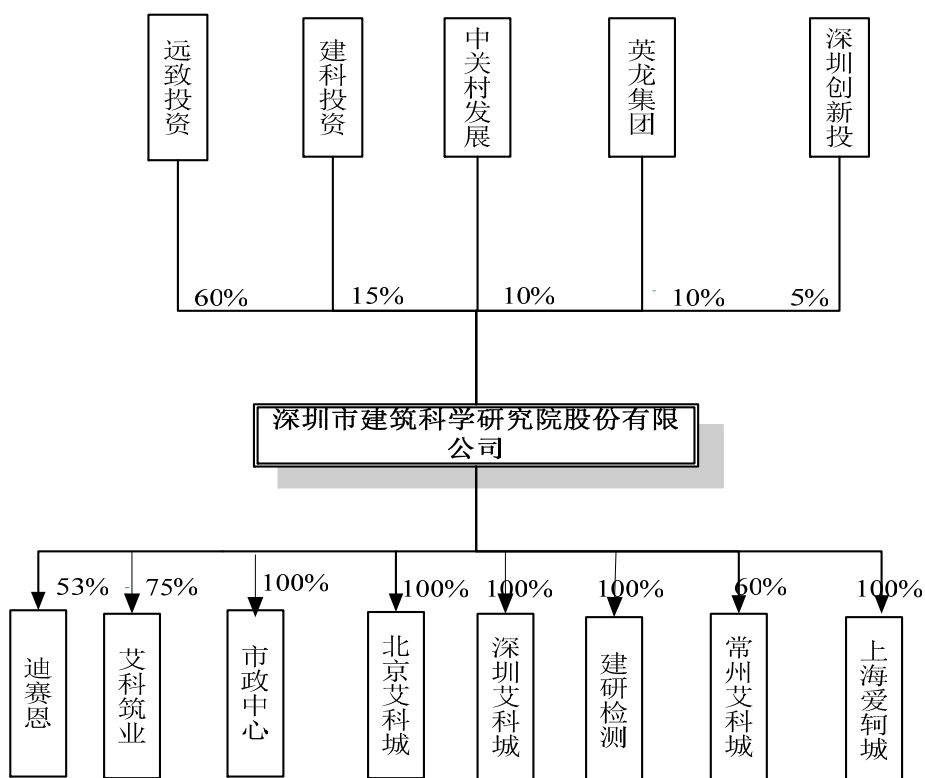 远致投资
建科投资
中关村发展
英龙集团
深圳创新投
60%
15%
10%
10%
5%
深圳市建筑科学研究院股份有限
公司
53%
75%
100%
100%
100%
100%
60%
100%
迪赛恩
艾科筑业
市政中心
北京艾科城
深圳艾科城
建研检测
常州艾科城
上海爱轲城